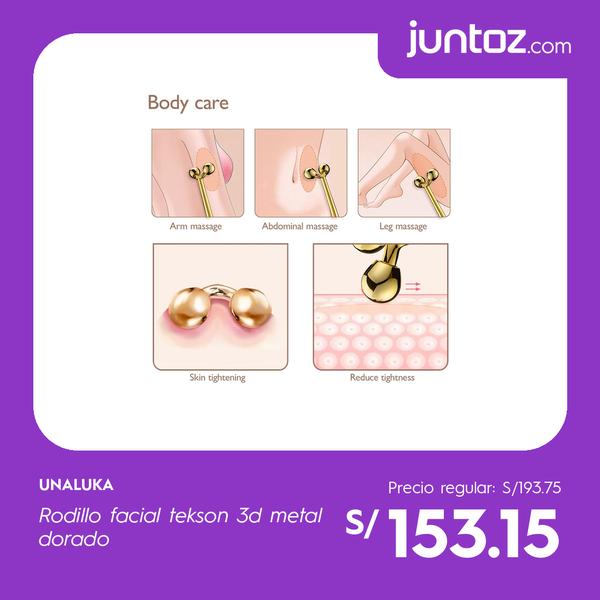 juntoz.com
Body care
Arm massage
Abdominal massage
Leg massage
Skin tightening
Reduce tightness
UNALUKA
Rodillo facial tekson 3d metal
dorado
Precio regular: S/193.75
S/153.15